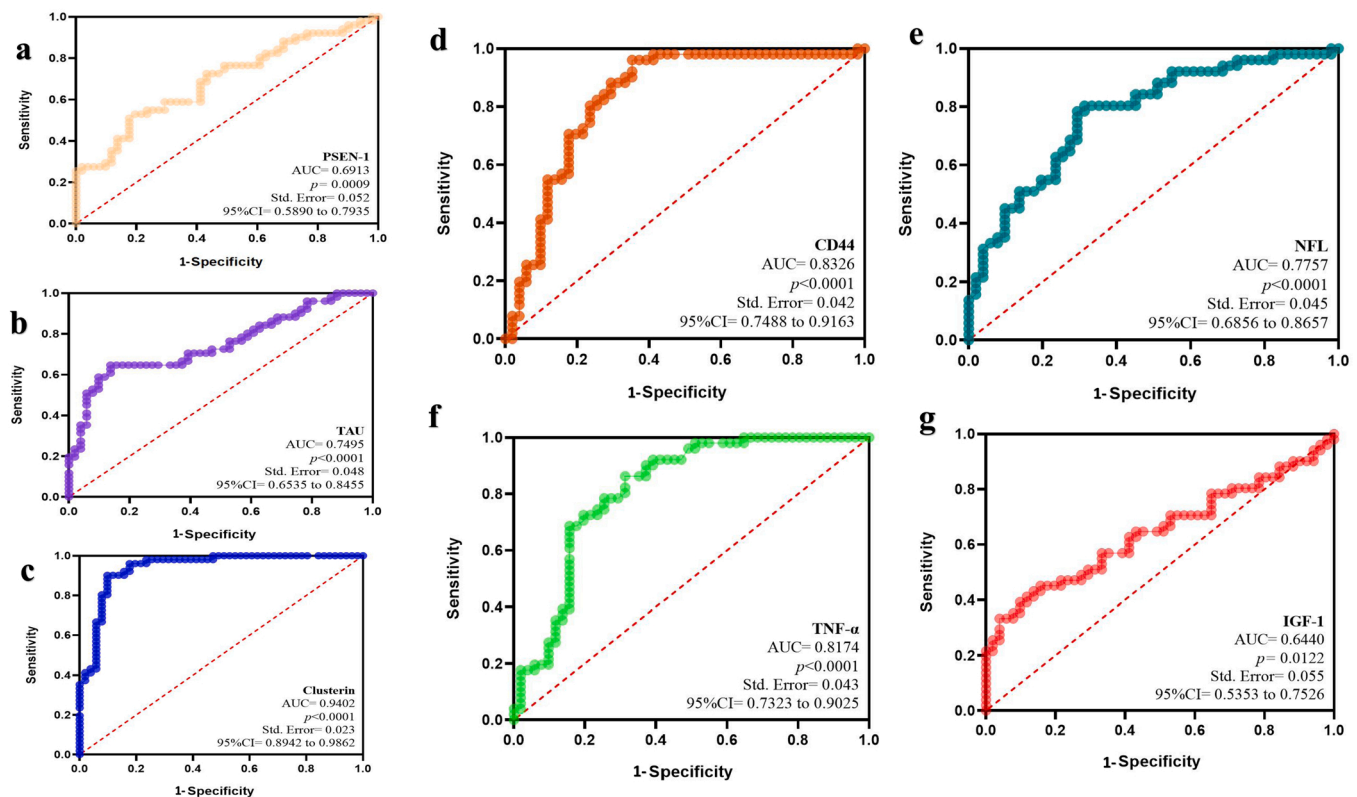 a
1.0
0.8
0.6
0.4
0.2
0.0
Sensitivity
PSEN-1
AUC= 0.6913
p= 0.0009
Std. Error= 0.052
95%CI= 0.5890 to 0.7935
0.0 0.2 0.4 0.6 0.8 1.0
1-Specificity
b
1.0
0.8
0.6
0.4
0.2
0.0
Sensitivity
TAU
AUC= 0.7495
p<0.0001
Std. Error= 0.048
95%CI= 0.6535 to 0.8455
0.0 0.2 0.4 0.6 0.8 1.0
1-Specificity
c
1.0
0.8
0.6
0.4
0.2
0.0
Sensitivity
Clusterin
AUC= 0.9402
p<0.0001
Std. Error= 0.023
95%CI= 0.8942 to 0.9862
0.0 0.2 0.4 0.6 0.8 1.0
1-Specificity
d
1.0
0.8
0.6
0.4
0.2
0.0
Sensitivity
CD44
AUC= 0.8326
p<0.0001
Std. Error= 0.042
95%CI= 0.7488 to 0.9163
0.0 0.2 0.4 0.6 0.8 1.0
1-Specificity
e
1.0
0.8
0.6
0.4
0.2
0.0
Sensitivity
NFL
AUC= 0.7757
p<0.0001
Std. Error= 0.045
95%CI= 0.6856 to 0.8657
0.0 0.2 0.4 0.6 0.8 1.0
1-Specificity
f
1.0
0.8
0.6
0.4
0.2
0.0
Sensitivity
TNF-α
AUC= 0.8174
p<0.0001
Std. Error= 0.043
95%CI= 0.7323 to 0.9025
0.0 0.2 0.4 0.6 0.8 1.0
1-Specificity
g
1.0
0.8
0.6
0.4
0.2
0.0
Sensitivity
IGF-1
AUC= 0.6440
p= 0.0122
Std. Error= 0.055
95%CI= 0.5353 to 0.7526
0.0 0.2 0.4 0.6 0.8 1.0
1-Specificity